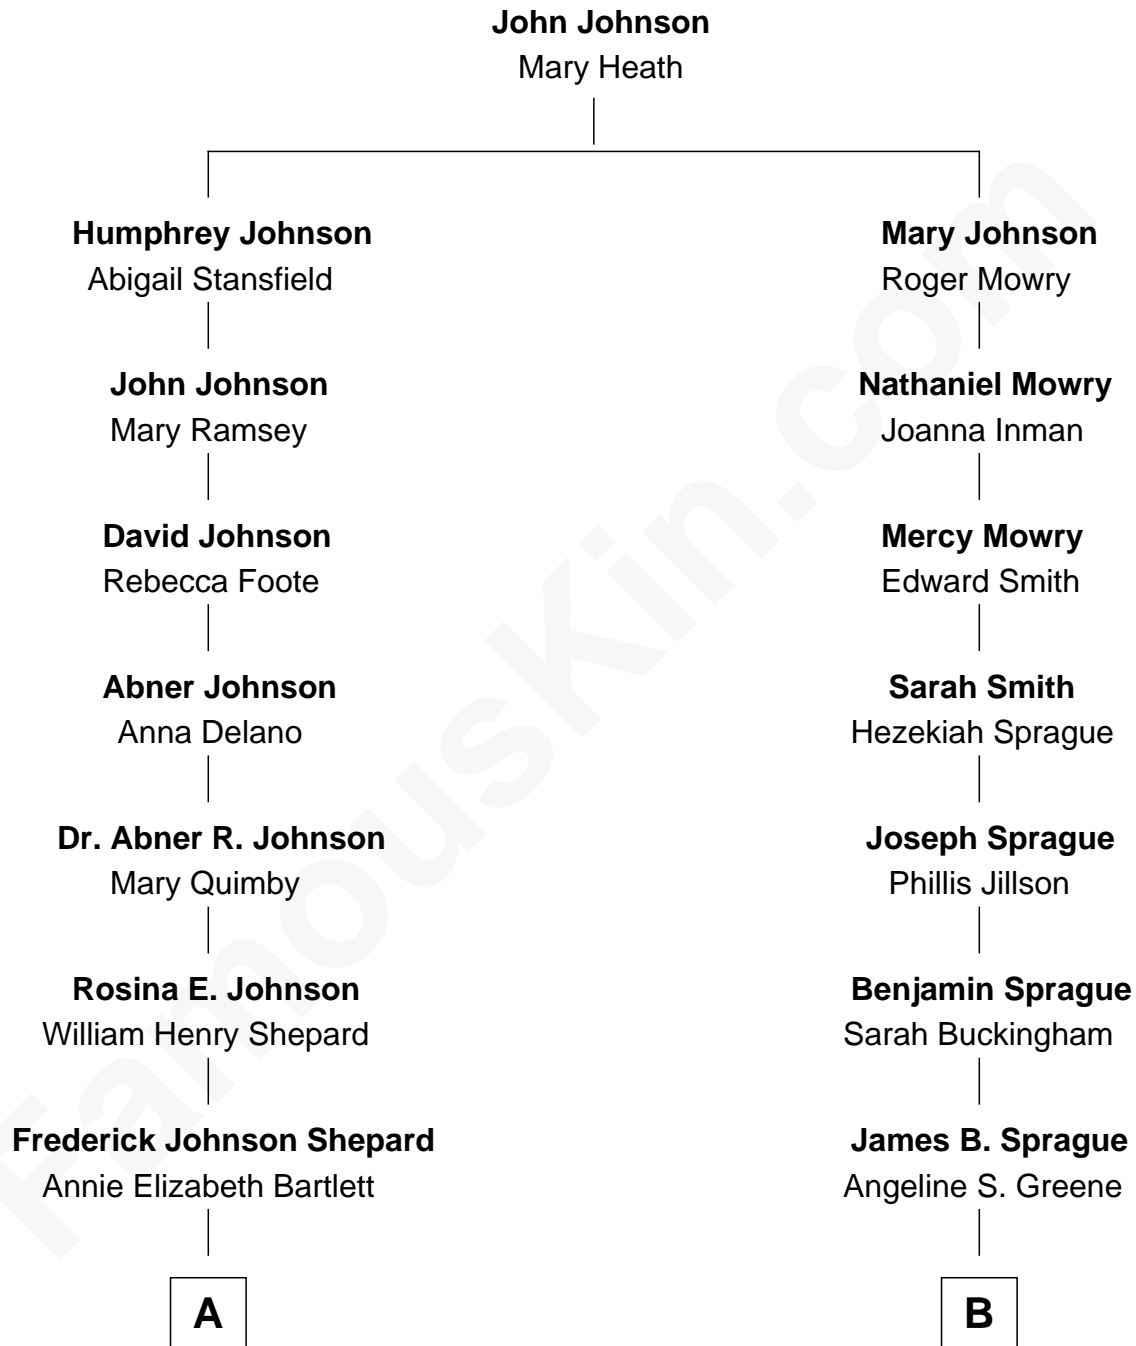 John Johnson
Mary Heath
Humphrey Johnson
Abigail Stansfield
Mary Johnson
Roger Mowry
John Johnson
Mary Ramsey
Nathaniel Mowry
Joanna Inman
David Johnson
Rebecca Foote
Mercy Mowry
Edward Smith
Abner Johnson
Anna Delano
Sarah Smith
Hezekiah Sprague
Dr. Abner R. Johnson
Mary Quimby
Joseph Sprague
Phillis Jillson
Rosina E. Johnson
William Henry Shepard
Benjamin Sprague
Sarah Buckingham
Frederick Johnson Shepard
Annie Elizabeth Bartlett
James B. Sprague
Angeline S. Greene
A
B
FamousKin.com